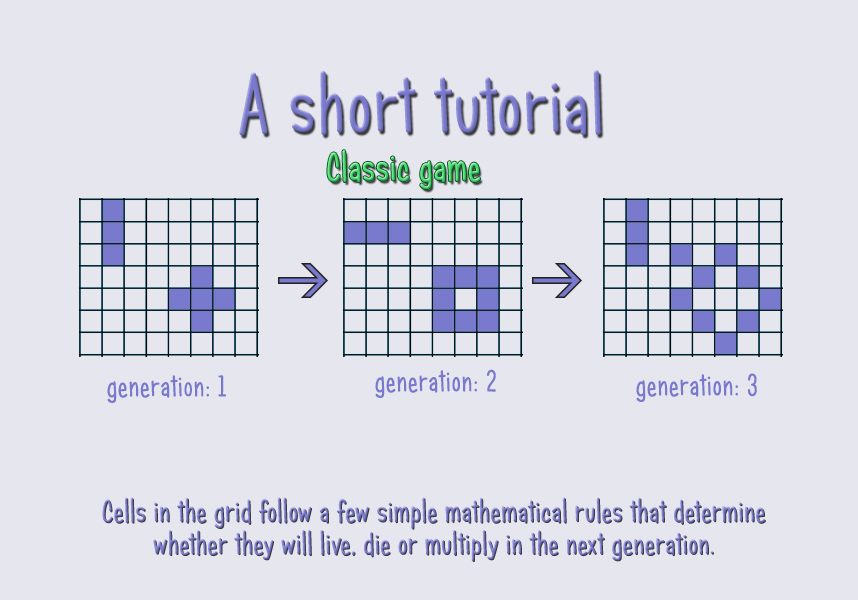 A short tutorial
Classic game
generation: 1
generation: 2
generation: 3
Cells in the grid follow a few simple mathematical rules that determine
whether they will live. die or multiply in the next generation.